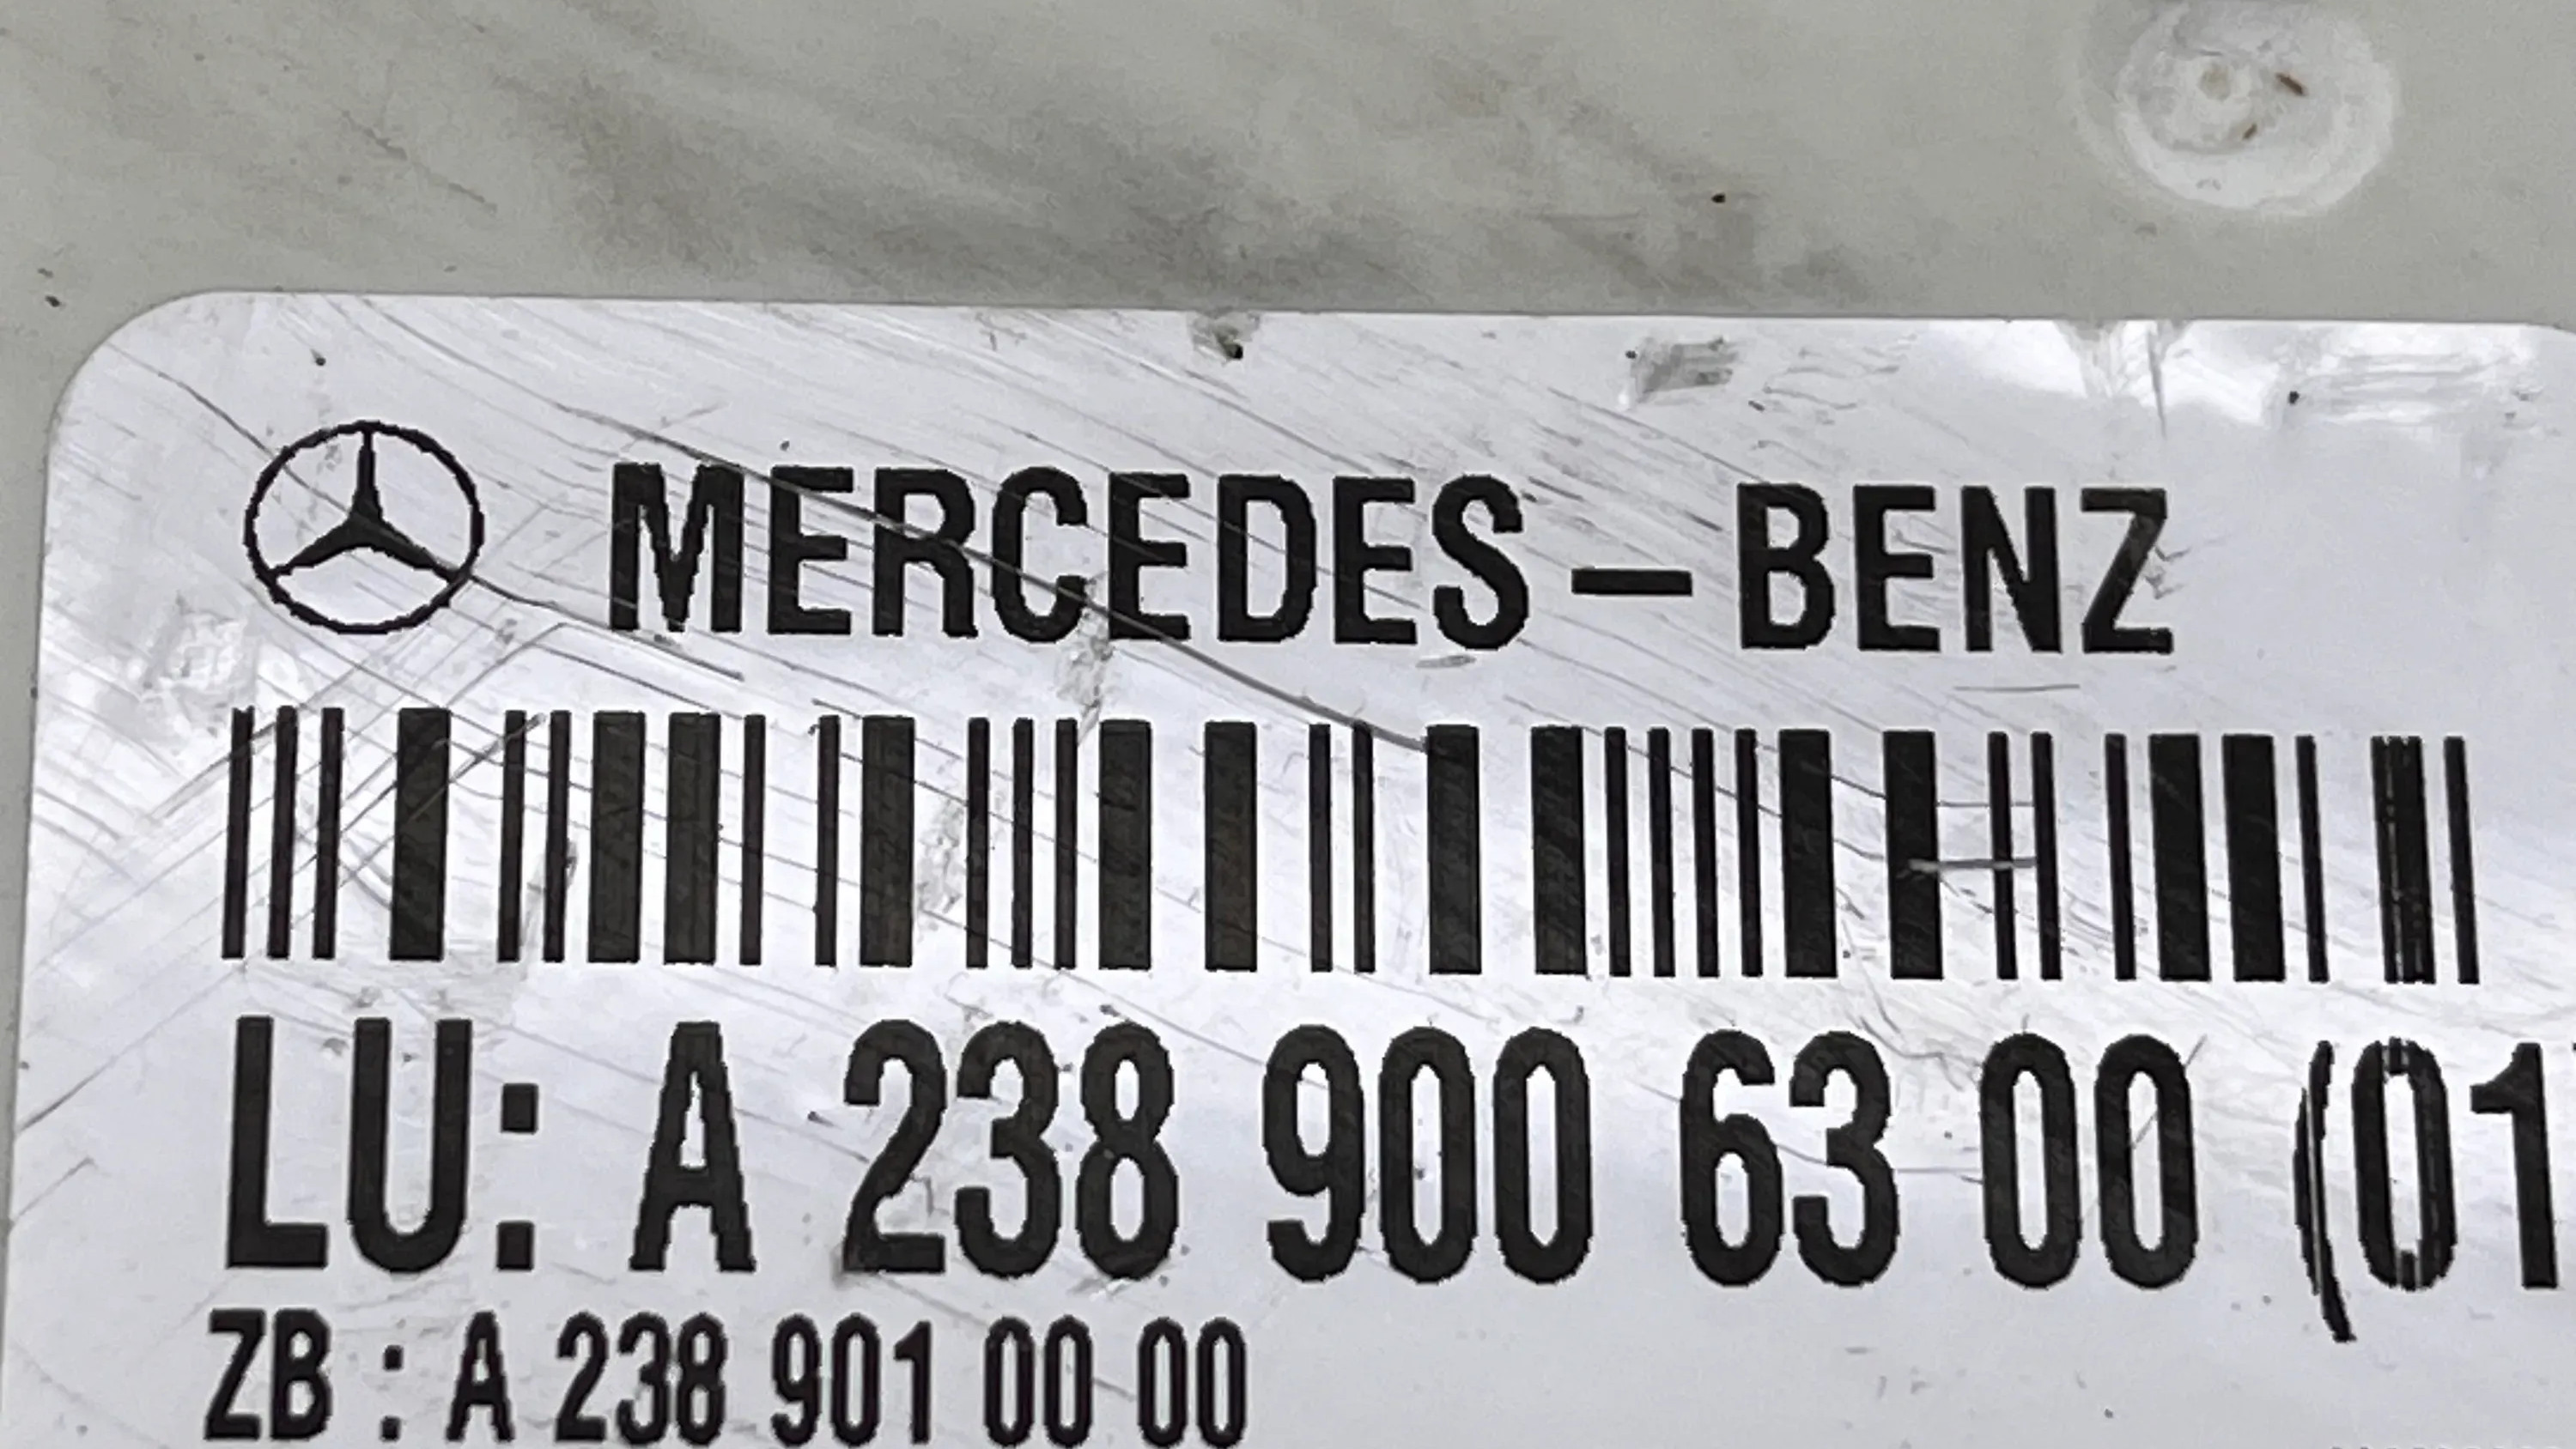 MERCEDES-BENZ
LU: A 238 900 63 00 (01
ZB : A 238 901 00 00